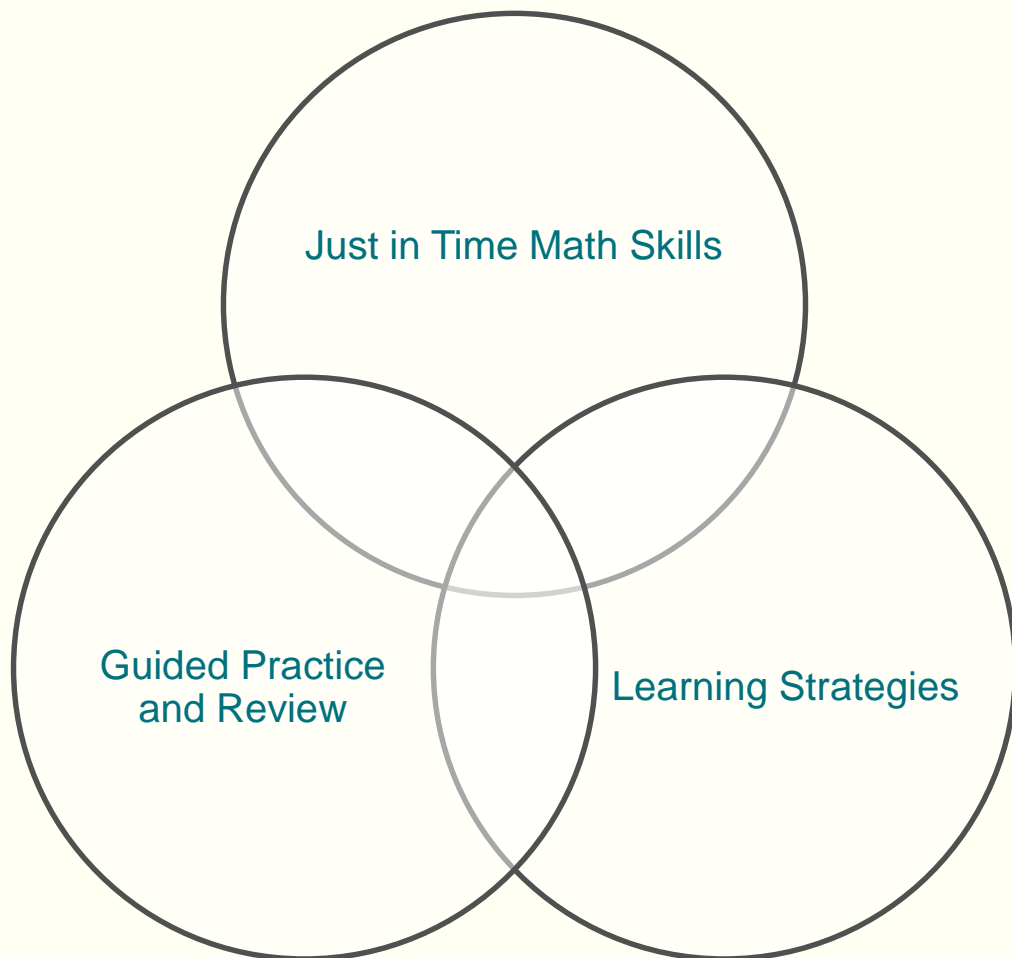 Just in Time Math Skills
Guided Practice
and Review
Learning Strategies